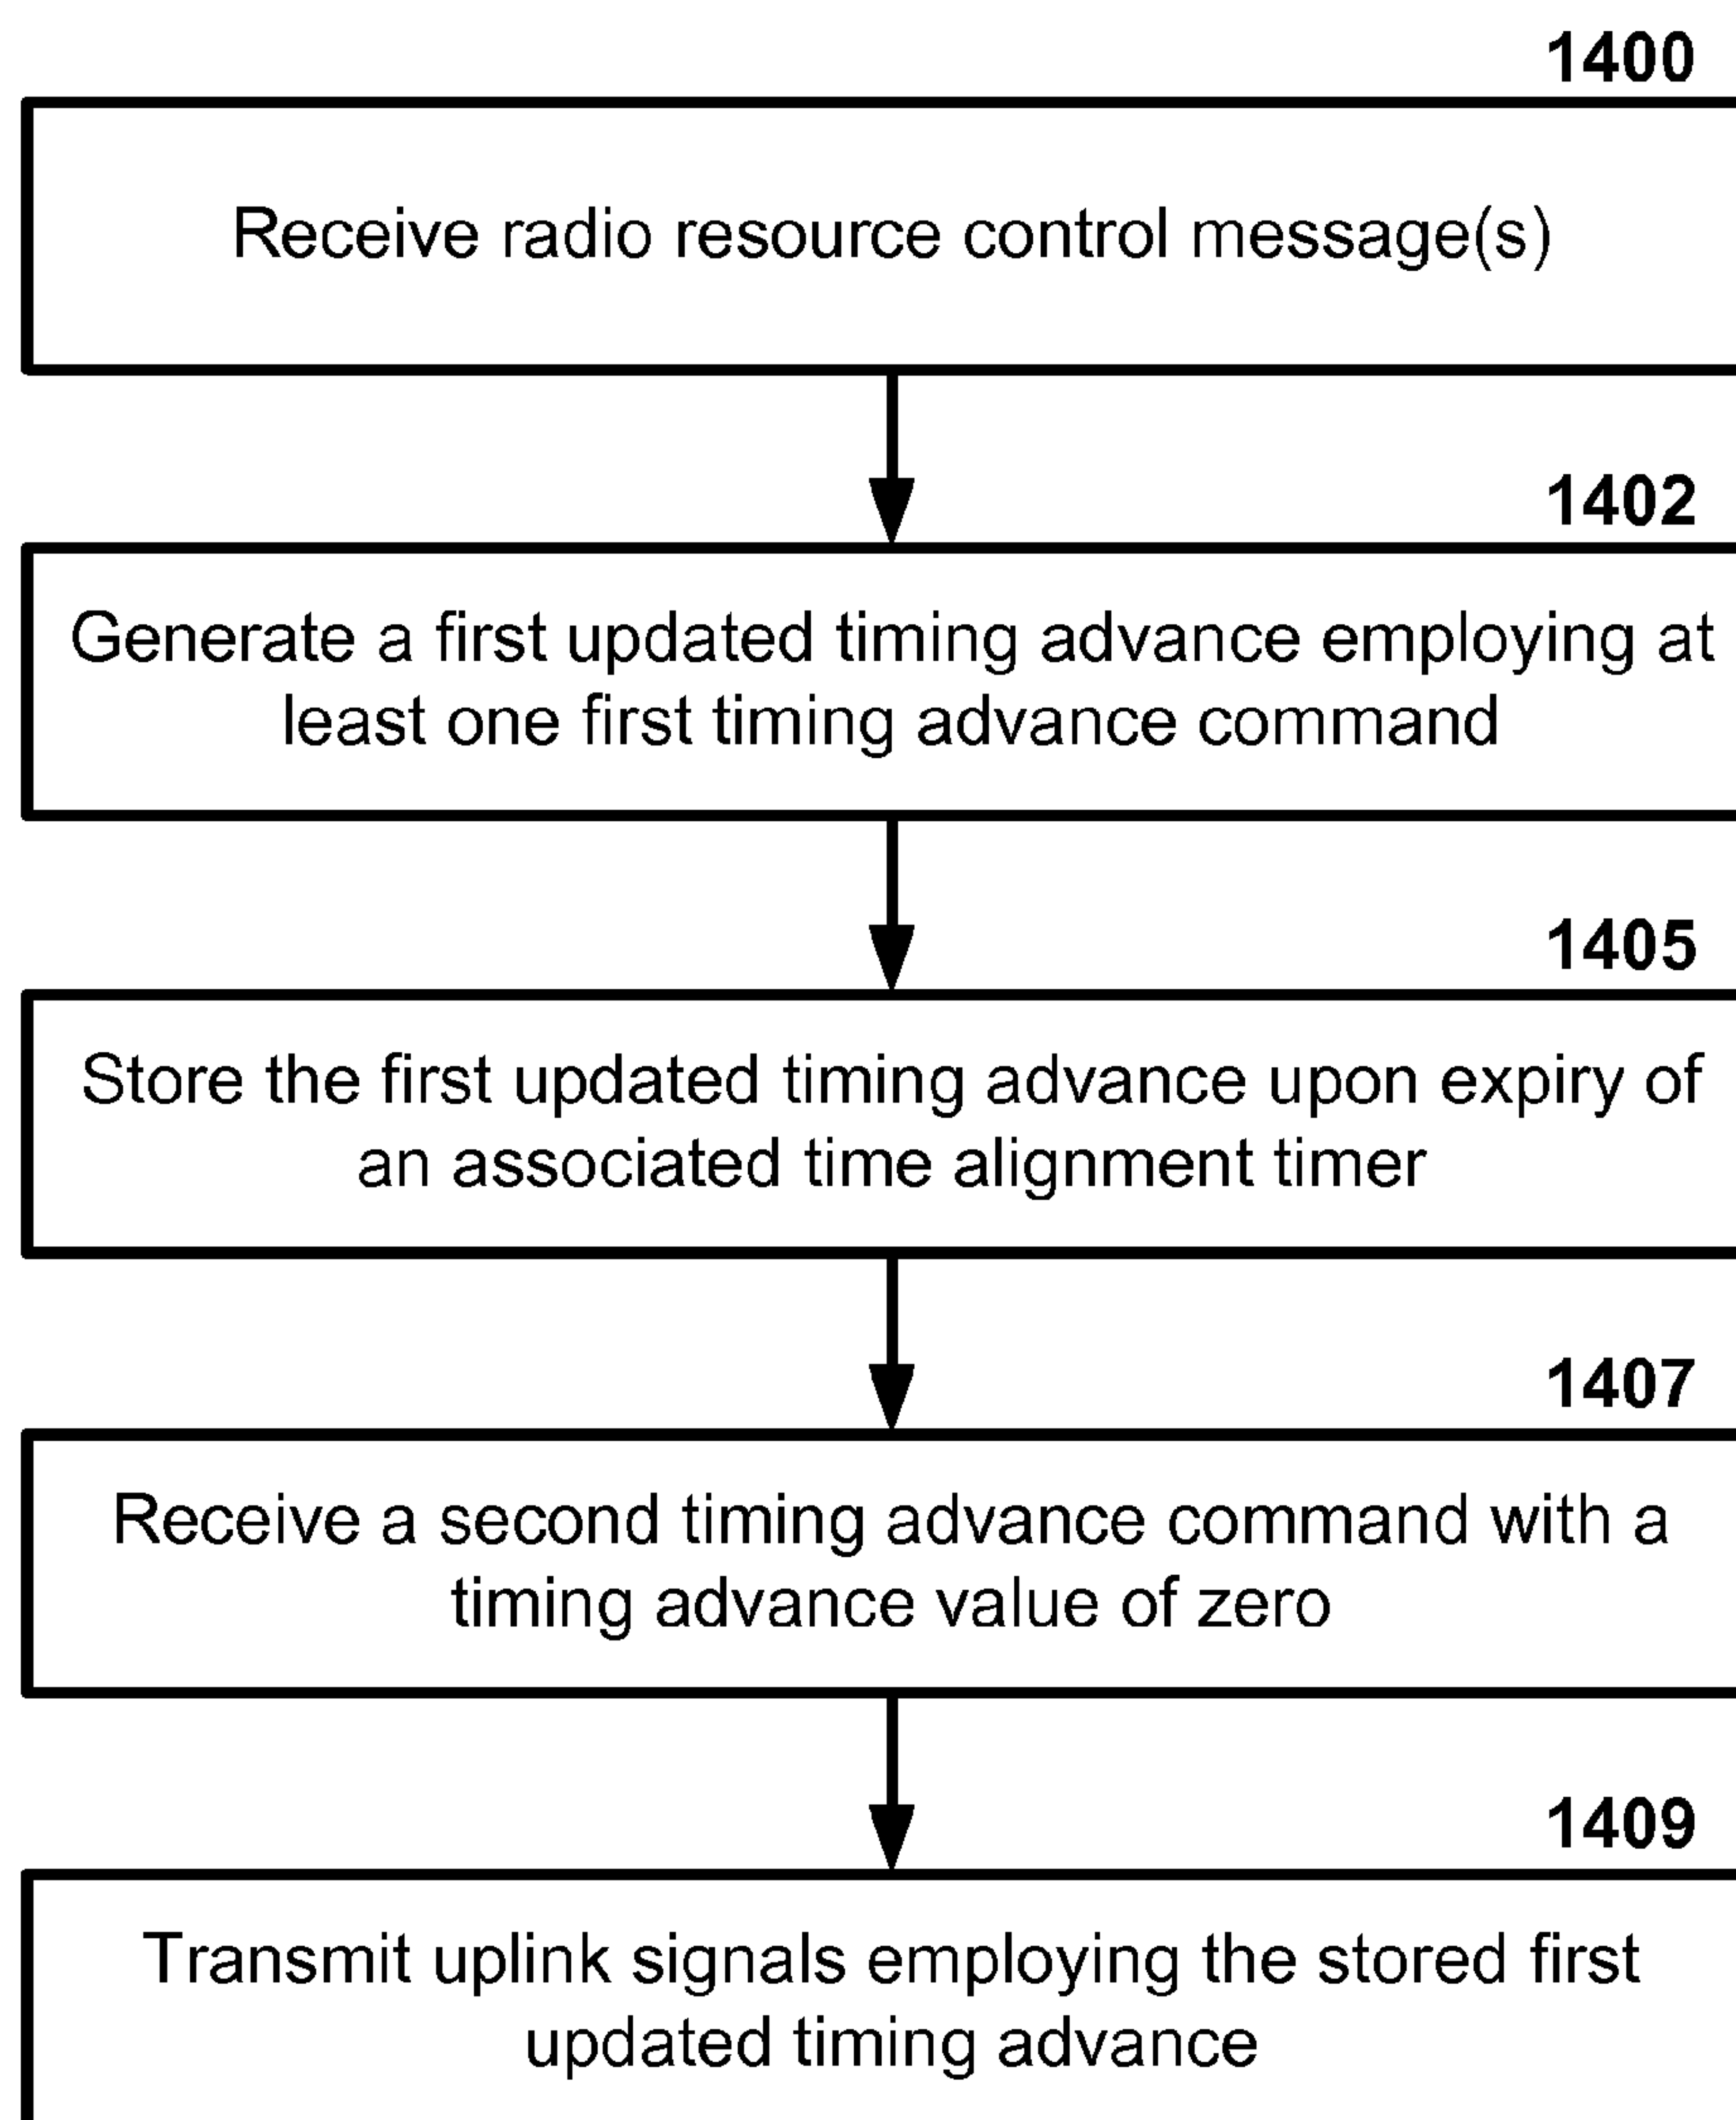 1400
Receive radio resource control message(s)
1402
Generate a first updated timing advance employing at
least one first timing advance command
1405
Store the first updated timing advance upon expiry of
an associated time alignment timer
1407
Receive a second timing advance command with a
timing advance value of zero
1409
Transmit uplink signals employing the stored first
updated timing advance